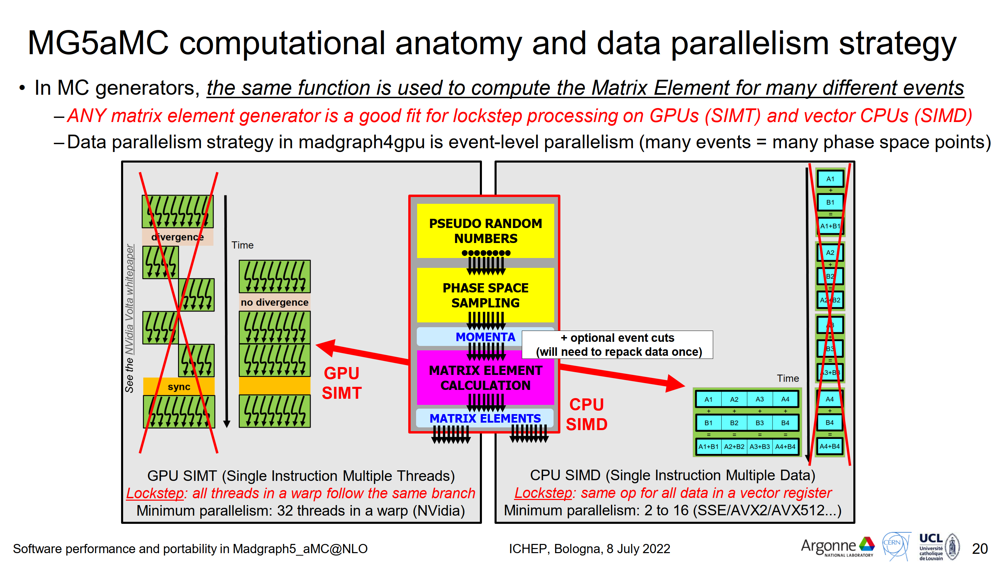 MG5aMC computational anatomy and data parallelism strategy
• In MC generators, the same function is used to compute the Matrix Element for many different events
– ANY matrix element generator is a good fit for lockstep processing on GPUs (SIMT) and vector CPUs (SIMD)
– Data parallelism strategy in madgraph4gpu is event-level parallelism (many events = many phase space points)
See the NVidia Volta whitepaper
divergence
sync
Time
no divergence
GPU
SIMT
PSEUDO RANDOM
NUMBERS
PHASE SPACE
SAMPLING
MOMENTA
+ optional event cuts
(will need to repack data once)
MATRIX ELEMENT
CALCULATION
MATRIX ELEMENTS
CPU
SIMD
Time
A1 A2 A3 A4
+ + + +
B1 B2 B3 B4
= = = =
A1+B1 A2+B2 A3+B3 A4+B4
A1
+
B1
=
A1+B1
A2
+
B2
=
A2+B2
A3
+
B3
=
A3+B3
A4
+
B4
=
A4+B4
GPU SIMT (Single Instruction Multiple Threads)
Lockstep: all threads in a warp follow the same branch
Minimum parallelism: 32 threads in a warp (NVidia)
CPU SIMD (Single Instruction Multiple Data)
Lockstep: same op for all data in a vector register
Minimum parallelism: 2 to 16 (SSE/AVX2/AVX512...)
Software performance and portability in Madgraph5_aMC@NLO
ICHEP, Bologna, 8 July 2022
Argonne
NATIONAL LABORATORY
CERN
UCL
Université
catholique
de Louvain
20